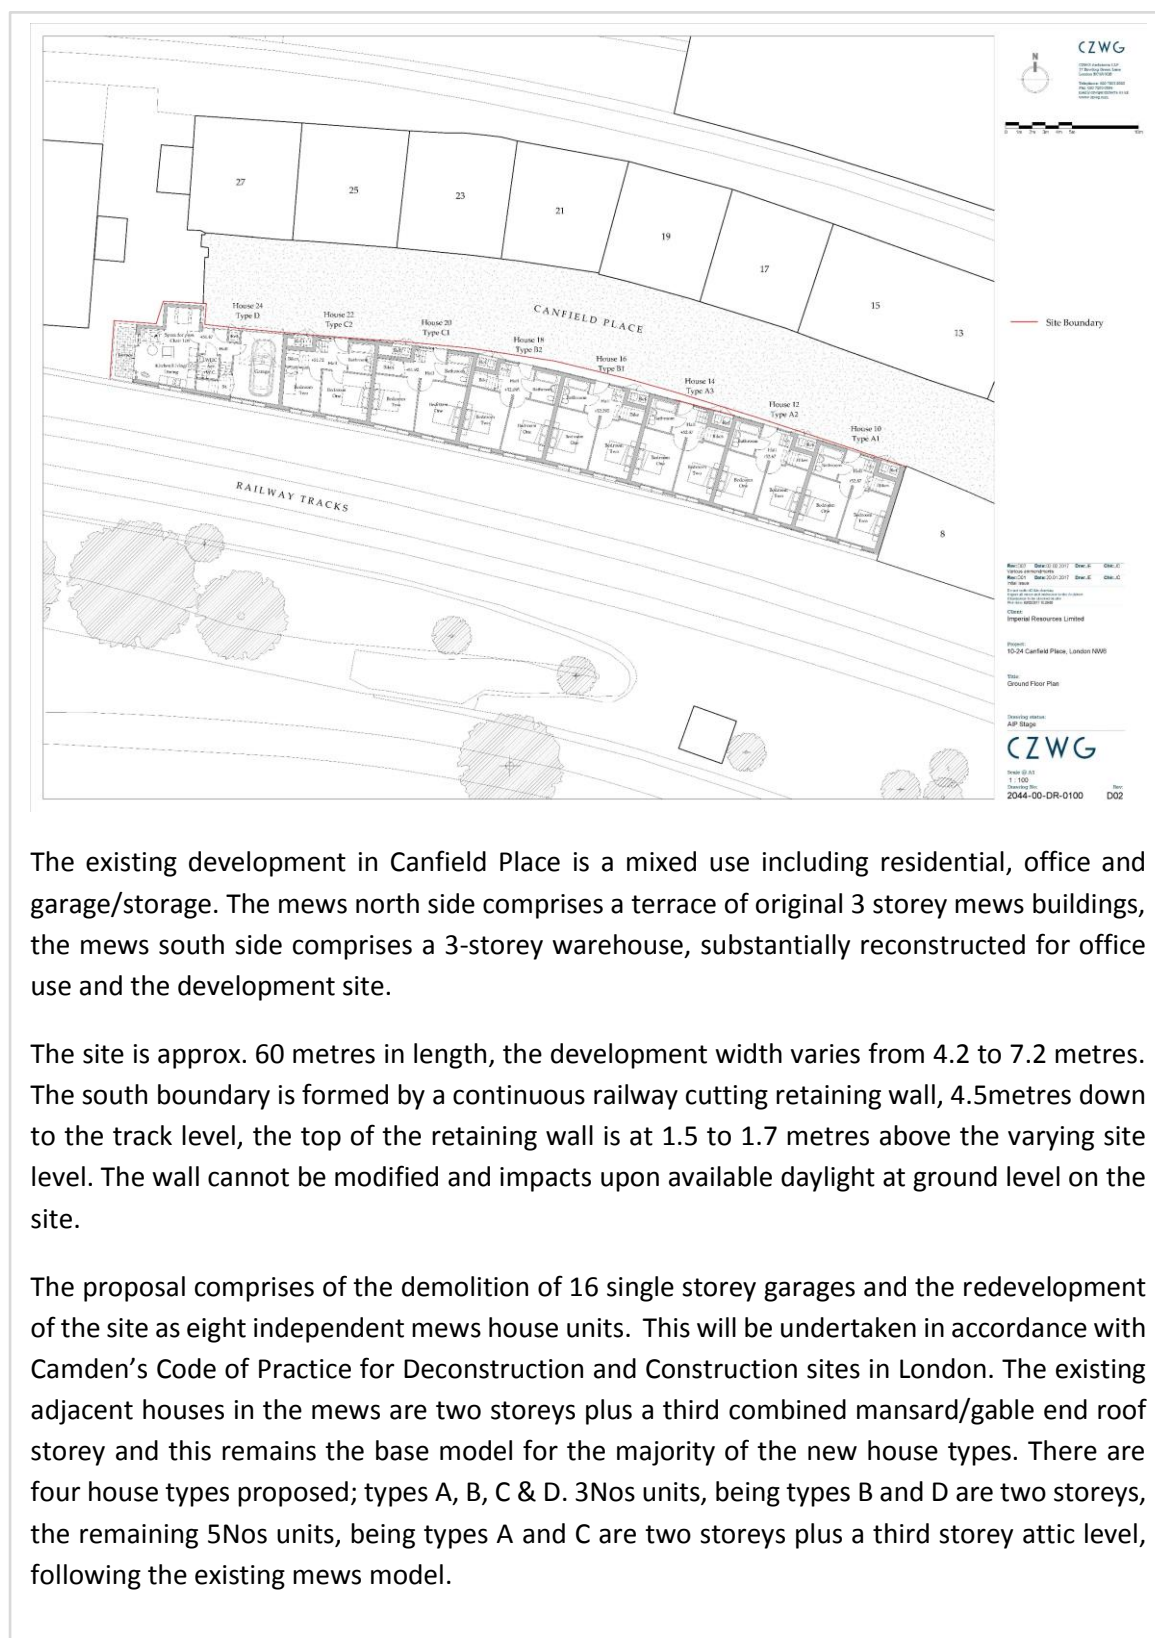 CZWG
CZWG Architects LLP
N
27
25
23
21
19
17
15
13
CANFIELD PLACE
Site Boundary
House 24
Type D
House 22
Type C2
House 20
Type C1
House 18
Type B2
House 16
Type B1
House 14
Type A3
House 12
Type A2
House 10
Type A1
Garage
8
RAILWAY TRACKS
Client:
Imperial Resources Limited
Project:
10-24 Canfield Place, London NW6
Title:
Ground Floor Plan
Drawing status:
AIP Stage
CZWG
Scale @ A3
1 : 100
Drawing No: Rev:
2044-00-DR-0100 D02
The existing development in Canfield Place is a mixed use including residential, office and
garage/storage. The mews north side comprises a terrace of original 3 storey mews buildings,
the mews south side comprises a 3-storey warehouse, substantially reconstructed for office
use and the development site.
The site is approx. 60 metres in length, the development width varies from 4.2 to 7.2 metres.
The south boundary is formed by a continuous railway cutting retaining wall, 4.5metres down
to the track level, the top of the retaining wall is at 1.5 to 1.7 metres above the varying site
level. The wall cannot be modified and impacts upon available daylight at ground level on the
site.
The proposal comprises of the demolition of 16 single storey garages and the redevelopment
of the site as eight independent mews house units. This will be undertaken in accordance with
Camden’s Code of Practice for Deconstruction and Construction sites in London. The existing
adjacent houses in the mews are two storeys plus a third combined mansard/gable end roof
storey and this remains the base model for the majority of the new house types. There are
four house types proposed; types A, B, C & D. 3Nos units, being types B and D are two storeys,
the remaining 5Nos units, being types A and C are two storeys plus a third storey attic level,
following the existing mews model.